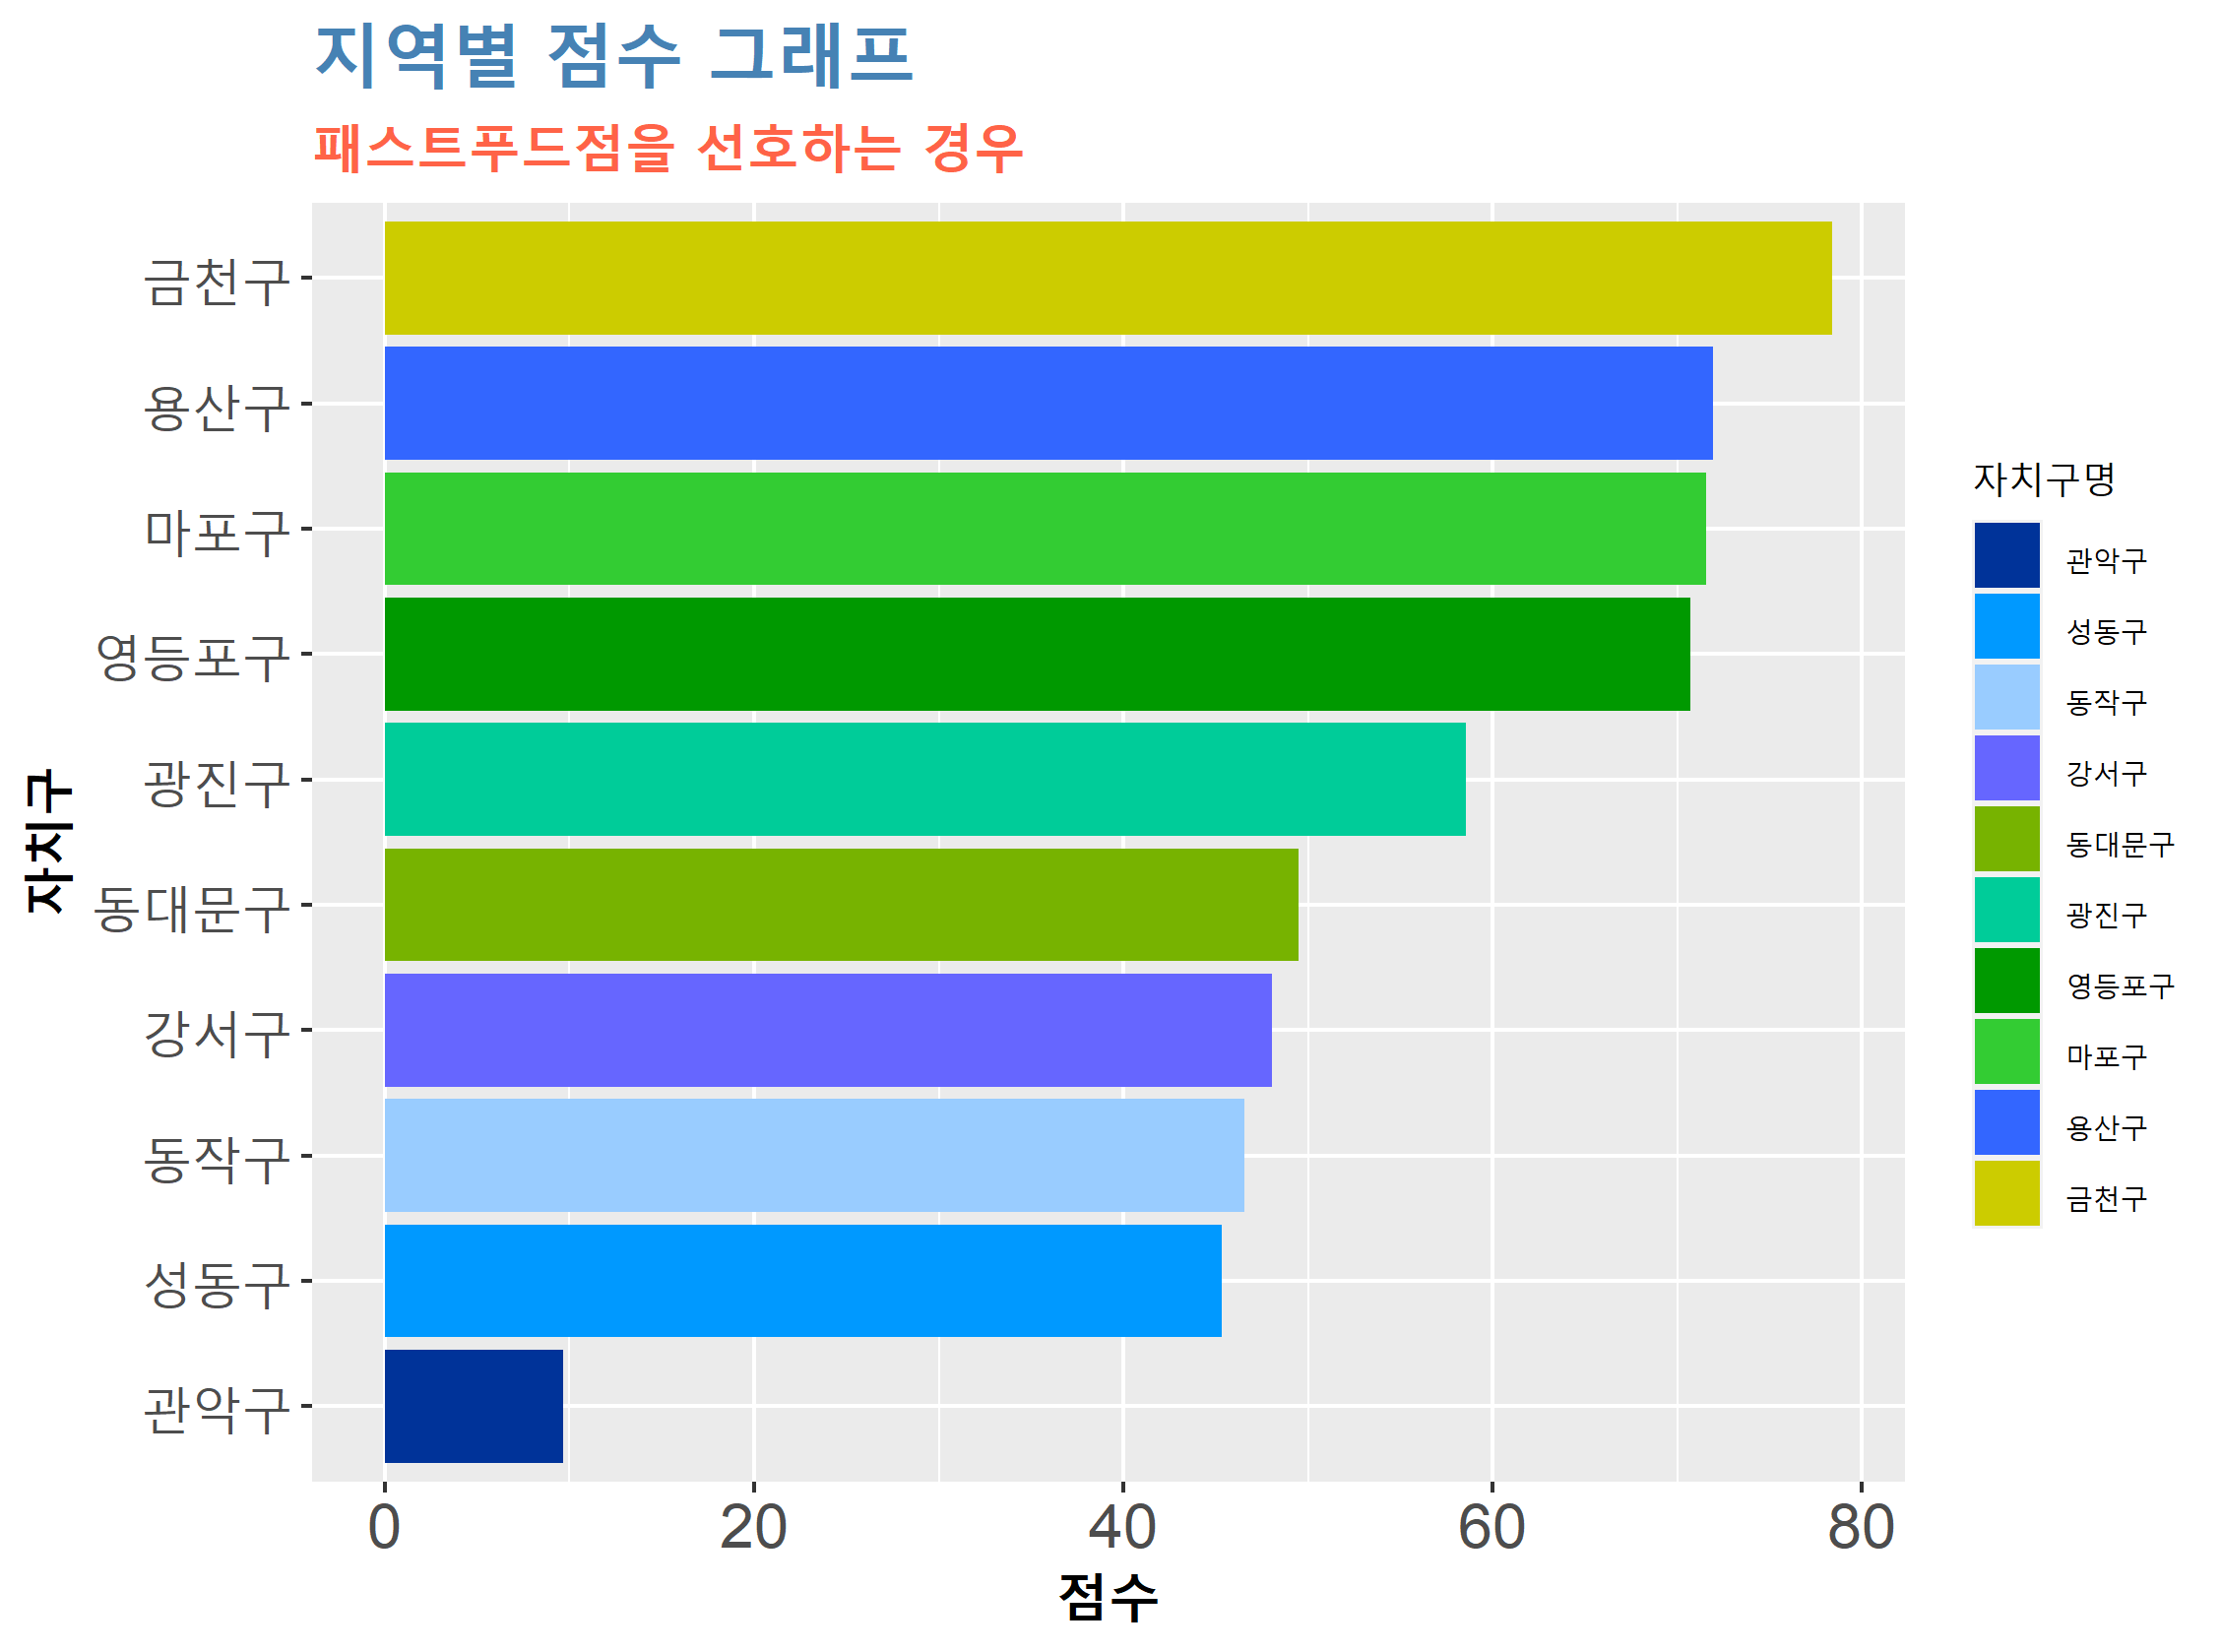 지역별 점수 그래프
패스트푸드점을 선호하는 경우
금천구
용산구
마포구
영등포구
광진구
동대문구
강서구
동작구
성동구
관악구
자치구
0 20 40 60 80
점수
자치구명
관악구
성동구
동작구
강서구
동대문구
광진구
영등포구
마포구
용산구
금천구